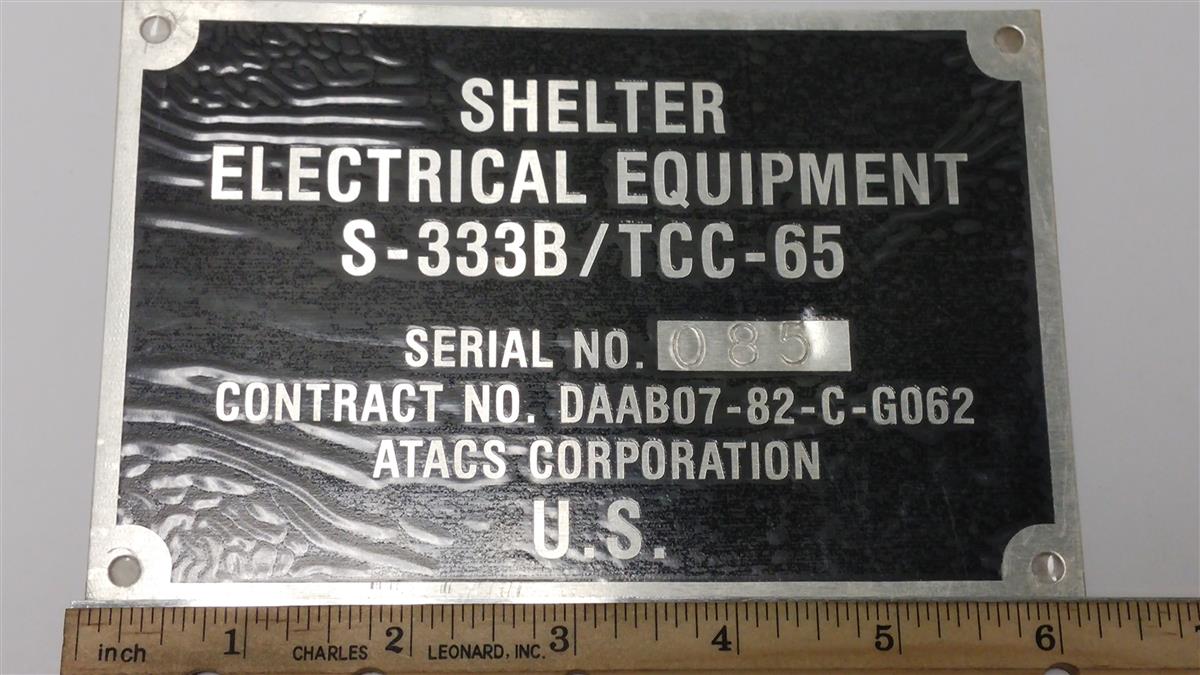 SHELTER
ELECTRICAL EQUIPMENT
S-333B/TCC-65
SERIAL NO. 085
CONTRACT NO. DAAB07-82-C-G062
ATACS CORPORATION
U.S.
1 2 3 4 5 6 7
inch CHARLES LEONARD, INC.